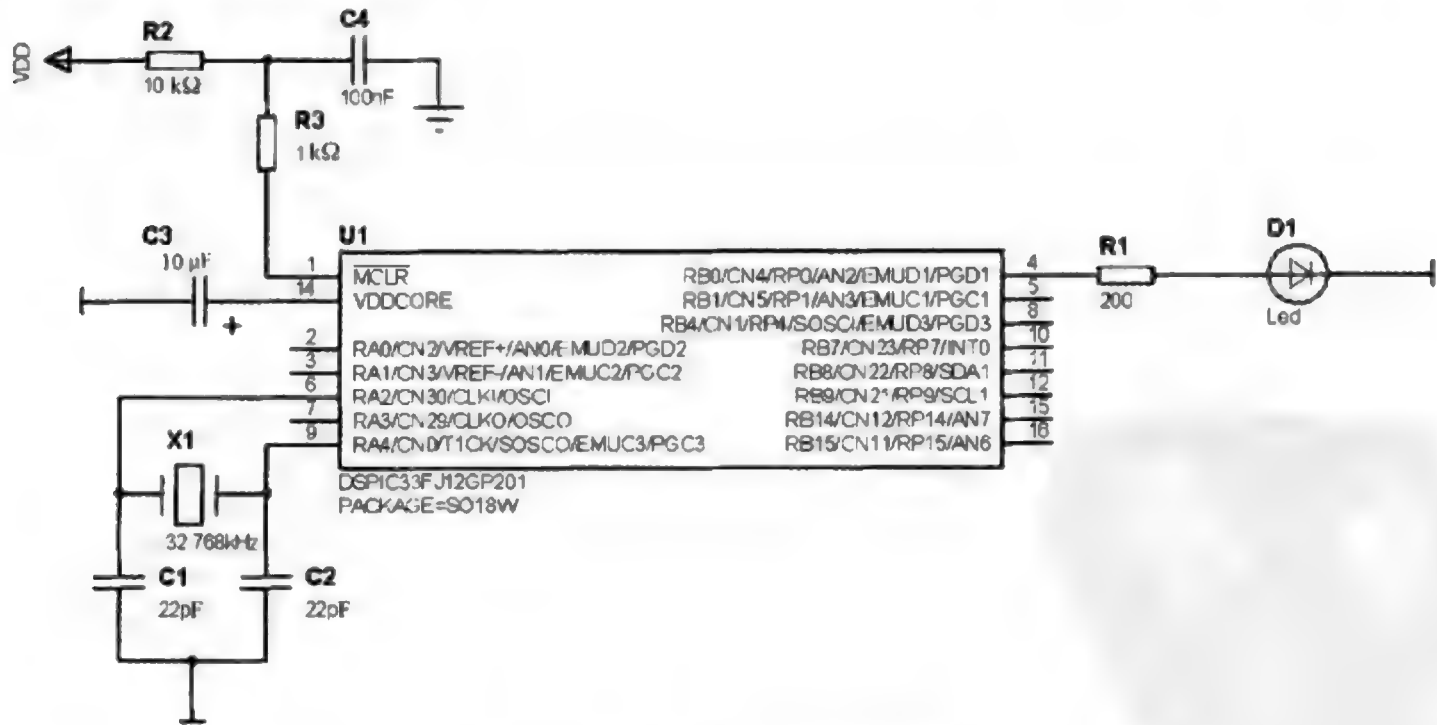 VDD
R2
10 kΩ
C4
100nF
R3
1 kΩ
C3
10 µF
+
U1
1
MCLR
14
VDDCORE
2
RA0/CN2/VREF+/AN0/EMUD2/PGD2
3
RA1/CN3/VREF-/AN1/EMUC2/PGC2
6
RA2/CN30/CLKI/OSCI
7
RA3/CN29/CLKO/OSCO
9
RA4/CN0/T1CK/SOSCO/EMUC3/PGC3
RB0/CN4/RP0/AN2/EMUD1/PGD1
4
RB1/CN5/RP1/AN3/EMUC1/PGC1
5
RB4/CN1/RP4/SOSCI/EMUD3/PGD3
8
RB7/CN23/RP7/INT0
10
RB8/CN22/RP8/SDA1
11
RB9/CN21/RP9/SCL1
12
RB14/CN12/RP14/AN7
15
RB15/CN11/RP15/AN6
16
DSPIC33FJ12GP201
PACKAGE=SO18W
R1
200
D1
Led
X1
32 768kHz
C1
22pF
C2
22pF